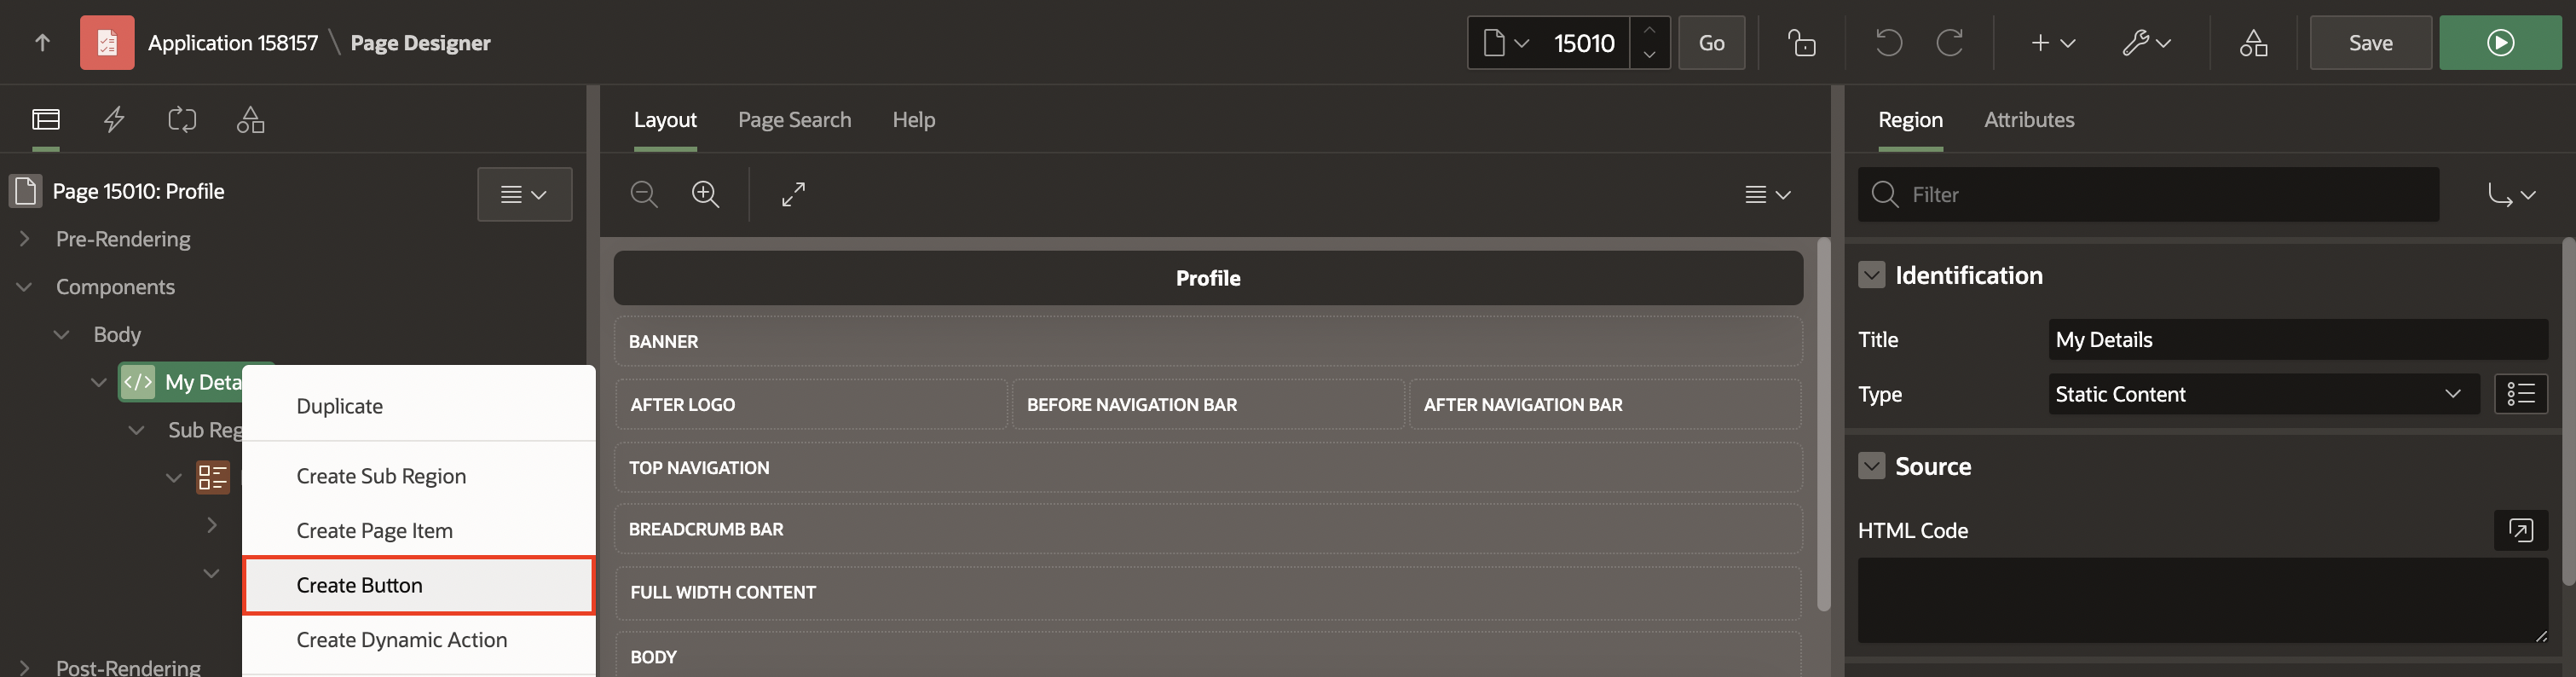 Application 158157 \ Page Designer
15010
Go
Save
Layout
Page Search
Help
Region
Attributes
Page 15010: Profile
Filter
Pre-Rendering
Components
Body
My Deta
Sub Reg
Post-Rendering
Duplicate
Create Sub Region
Create Page Item
Create Button
Create Dynamic Action
Profile
BANNER
AFTER LOGO
BEFORE NAVIGATION BAR
AFTER NAVIGATION BAR
TOP NAVIGATION
BREADCRUMB BAR
FULL WIDTH CONTENT
BODY
Identification
Title
My Details
Type
Static Content
Source
HTML Code